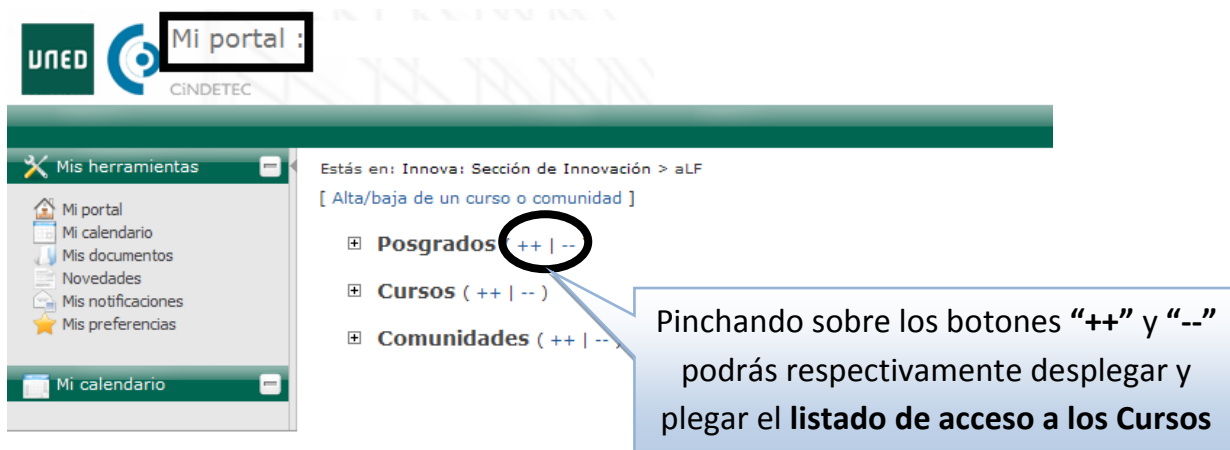 Mi portal :
UNED
CiNDETEC
Mis herramientas
Mi portal
Mi calendario
Mis documentos
Novedades
Mis notificaciones
Mis preferencias
Mi calendario
Estás en: Innova: Sección de Innovación > aLF
[ Alta/baja de un curso o comunidad ]
Posgrados ( ++ | --
Cursos ( ++ | -- )
Comunidades ( ++ | -- )
Pinchando sobre los botones “++” y “--”
podrás respectivamente desplegar y
plegar el listado de acceso a los Cursos